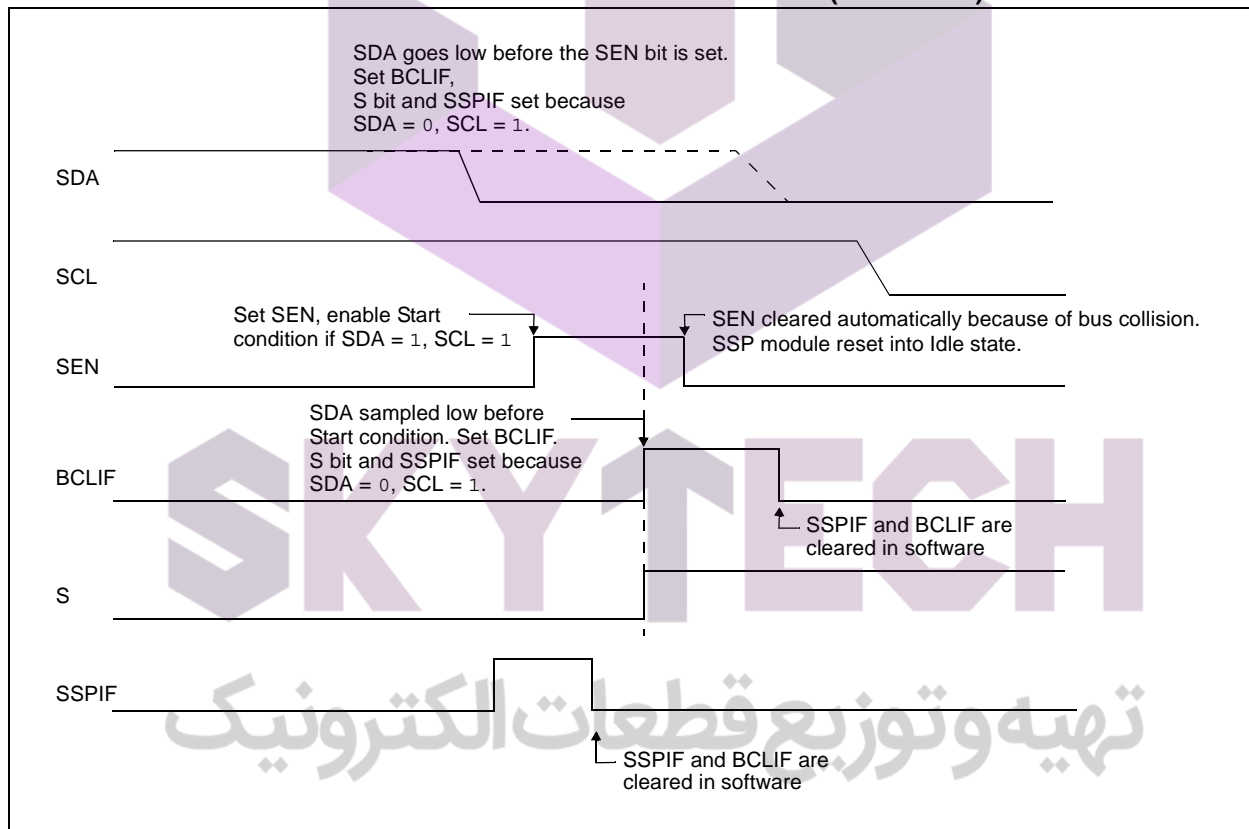 SDA goes low before the SEN bit is set.
Set BCLIF,
S bit and SSPIF set because
SDA = 0, SCL = 1.
SDA
SCL
Set SEN, enable Start
condition if SDA = 1, SCL = 1
SEN cleared automatically because of bus collision.
SSP module reset into Idle state.
SEN
SDA sampled low before
Start condition. Set BCLIF.
S bit and SSPIF set because
SDA = 0, SCL = 1.
BCLIF
SSPIF and BCLIF are
cleared in software
SKYTECH
S
SSPIF
تهیه و توزیع قطعات الکترونیک
SSPIF and BCLIF are
cleared in software